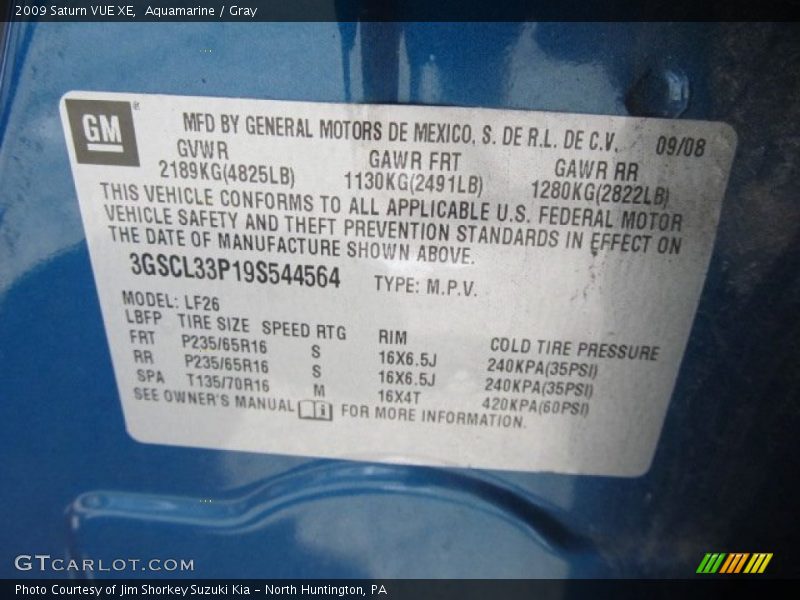 2009 Saturn VUE XE, Aquamarine / Gray
GM MFD BY GENERAL MOTORS DE MEXICO, S. DE R.L. DE C.V. 09/08
GVWR GAWR FRT GAWR RR
2189KG(4825LB) 1130KG(2491LB) 1280KG(2822LB)
THIS VEHICLE CONFORMS TO ALL APPLICABLE U.S. FEDERAL MOTOR
VEHICLE SAFETY AND THEFT PREVENTION STANDARDS IN EFFECT ON
THE DATE OF MANUFACTURE SHOWN ABOVE.
3GSCL33P19S544564 TYPE: M.P.V.
MODEL: LF26
LBFP TIRE SIZE SPEED RTG RIM COLD TIRE PRESSURE
FRT P235/65R16 S 16X6.5J 240KPA(35PSI)
RR P235/65R16 S 16X6.5J 240KPA(35PSI)
SPA T135/70R16 M 16X4T 420KPA(60PSI)
SEE OWNER'S MANUAL FOR MORE INFORMATION.
GTCARLOT.COM
Photo Courtesy of Jim Shorkey Suzuki Kia - North Huntington, PA